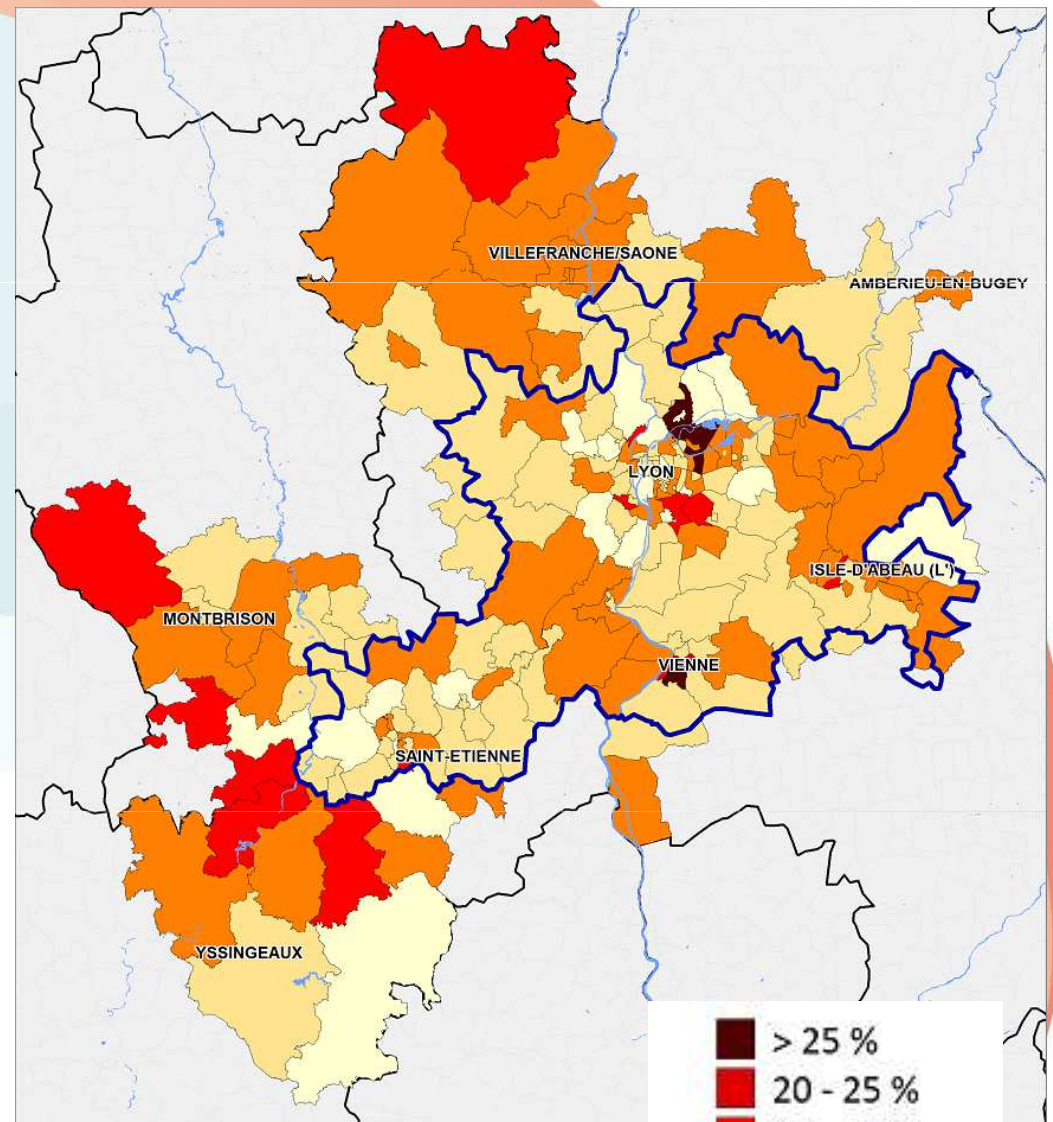 VILLEFRANCHE/SAONE
AMBERIEU-EN-BUGEY
LYON
ISLE-D'ABEAU (L')
MONTBRISON
VIENNE
SAINT-ETIENNE
YSSINGEAUX
> 25 %
20 - 25 %